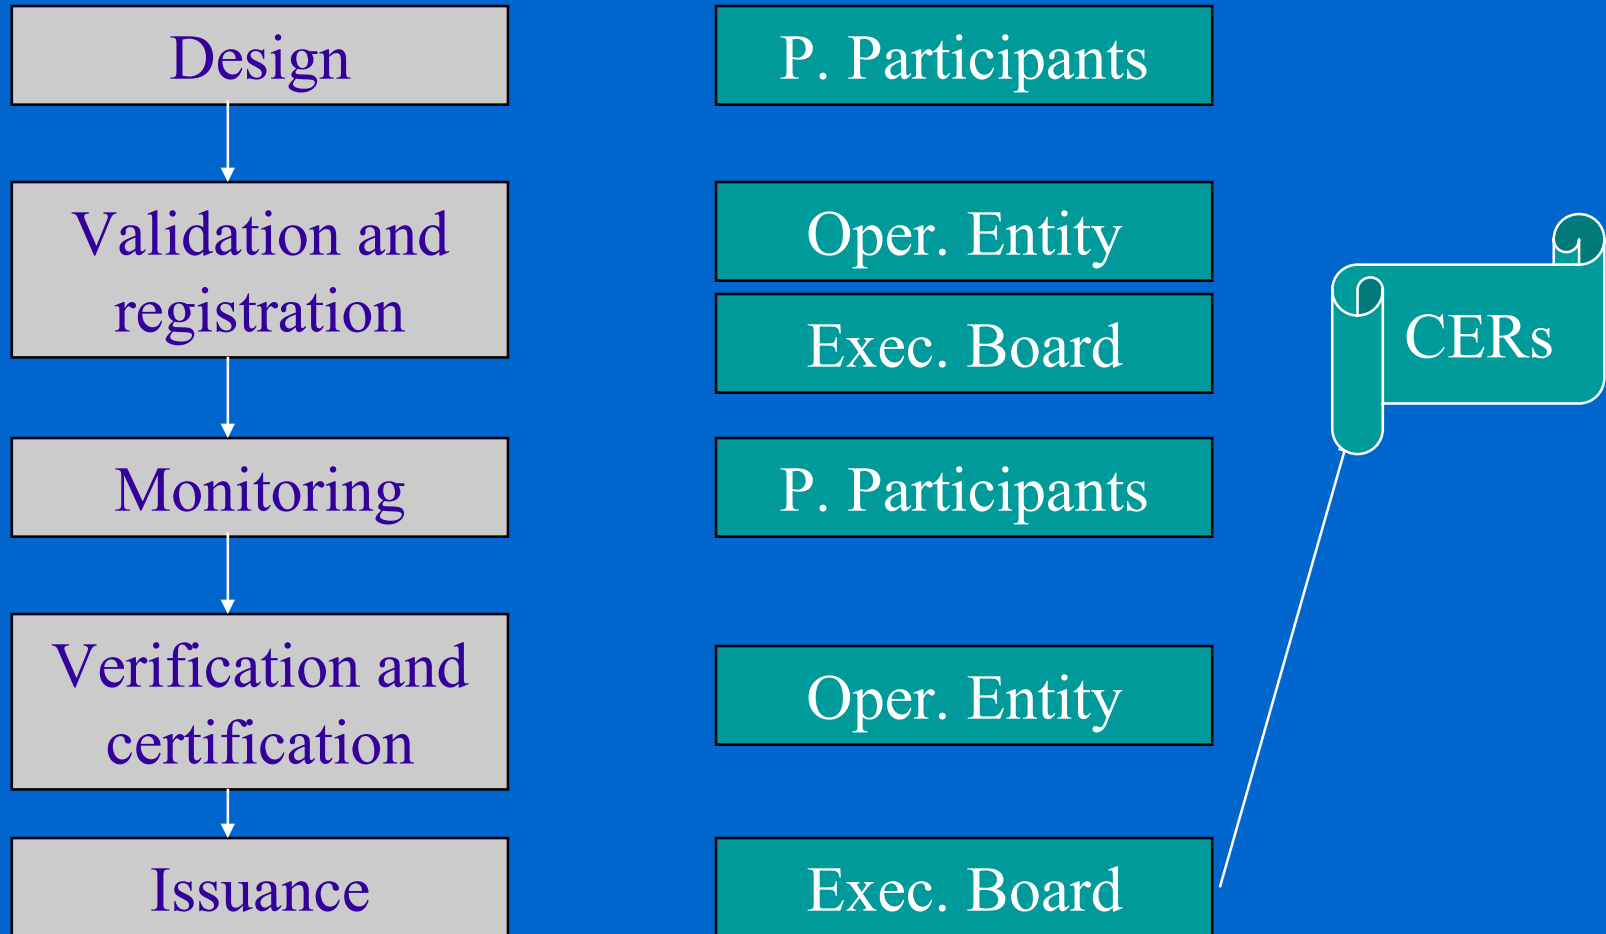 Design
P. Participants
Validation and
registration
Oper. Entity
Exec. Board
CERs
Monitoring
P. Participants
Verification and
certification
Oper. Entity
Issuance
Exec. Board